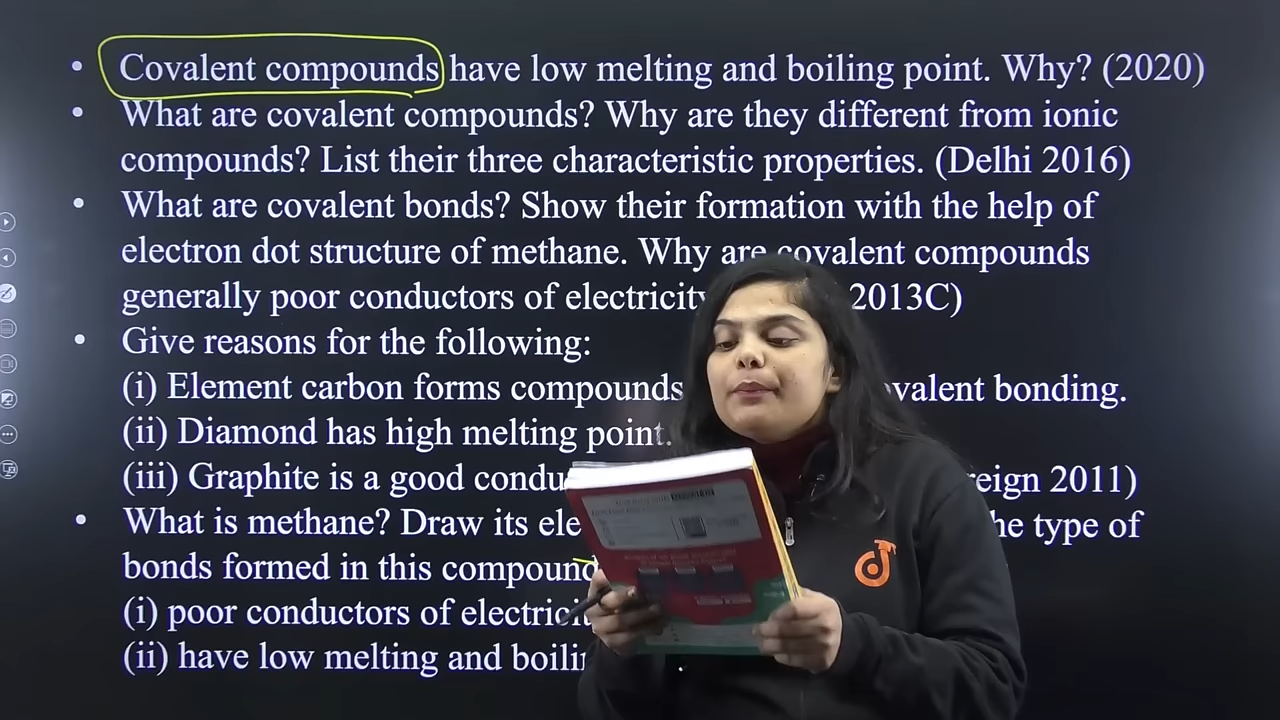 • Covalent compounds have low melting and boiling point. Why? (2020)
• What are covalent compounds? Why are they different from ionic
compounds? List their three characteristic properties. (Delhi 2016)
• What are covalent bonds? Show their formation with the help of
electron dot structure of methane. Why are covalent compounds
generally poor conductors of electricity 2013C)
• Give reasons for the following:
(i) Element carbon forms compounds ovalent bonding.
(ii) Diamond has high melting point.
(iii) Graphite is a good condu reign 2011)
• What is methane? Draw its ele he type of
bonds formed in this compound
(i) poor conductors of electricit
(ii) have low melting and boilin